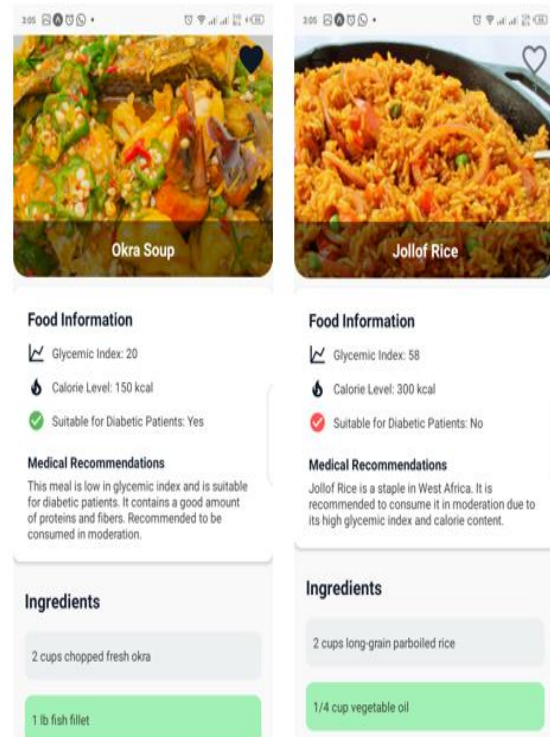 3:05
Okra Soup
Food Information
Glycemic Index: 20
Calorie Level: 150 kcal
Suitable for Diabetic Patients: Yes
Medical Recommendations
This meal is low in glycemic index and is suitable
for diabetic patients. It contains a good amount
of proteins and fibers. Recommended to be
consumed in moderation.
Ingredients
2 cups chopped fresh okra
1 lb fish fillet
3:05
Jollof Rice
Food Information
Glycemic Index: 58
Calorie Level: 300 kcal
Suitable for Diabetic Patients: No
Medical Recommendations
Jollof Rice is a staple in West Africa. It is
recommended to consume it in moderation due to
its high glycemic index and calorie content.
Ingredients
2 cups long-grain parboiled rice
1/4 cup vegetable oil